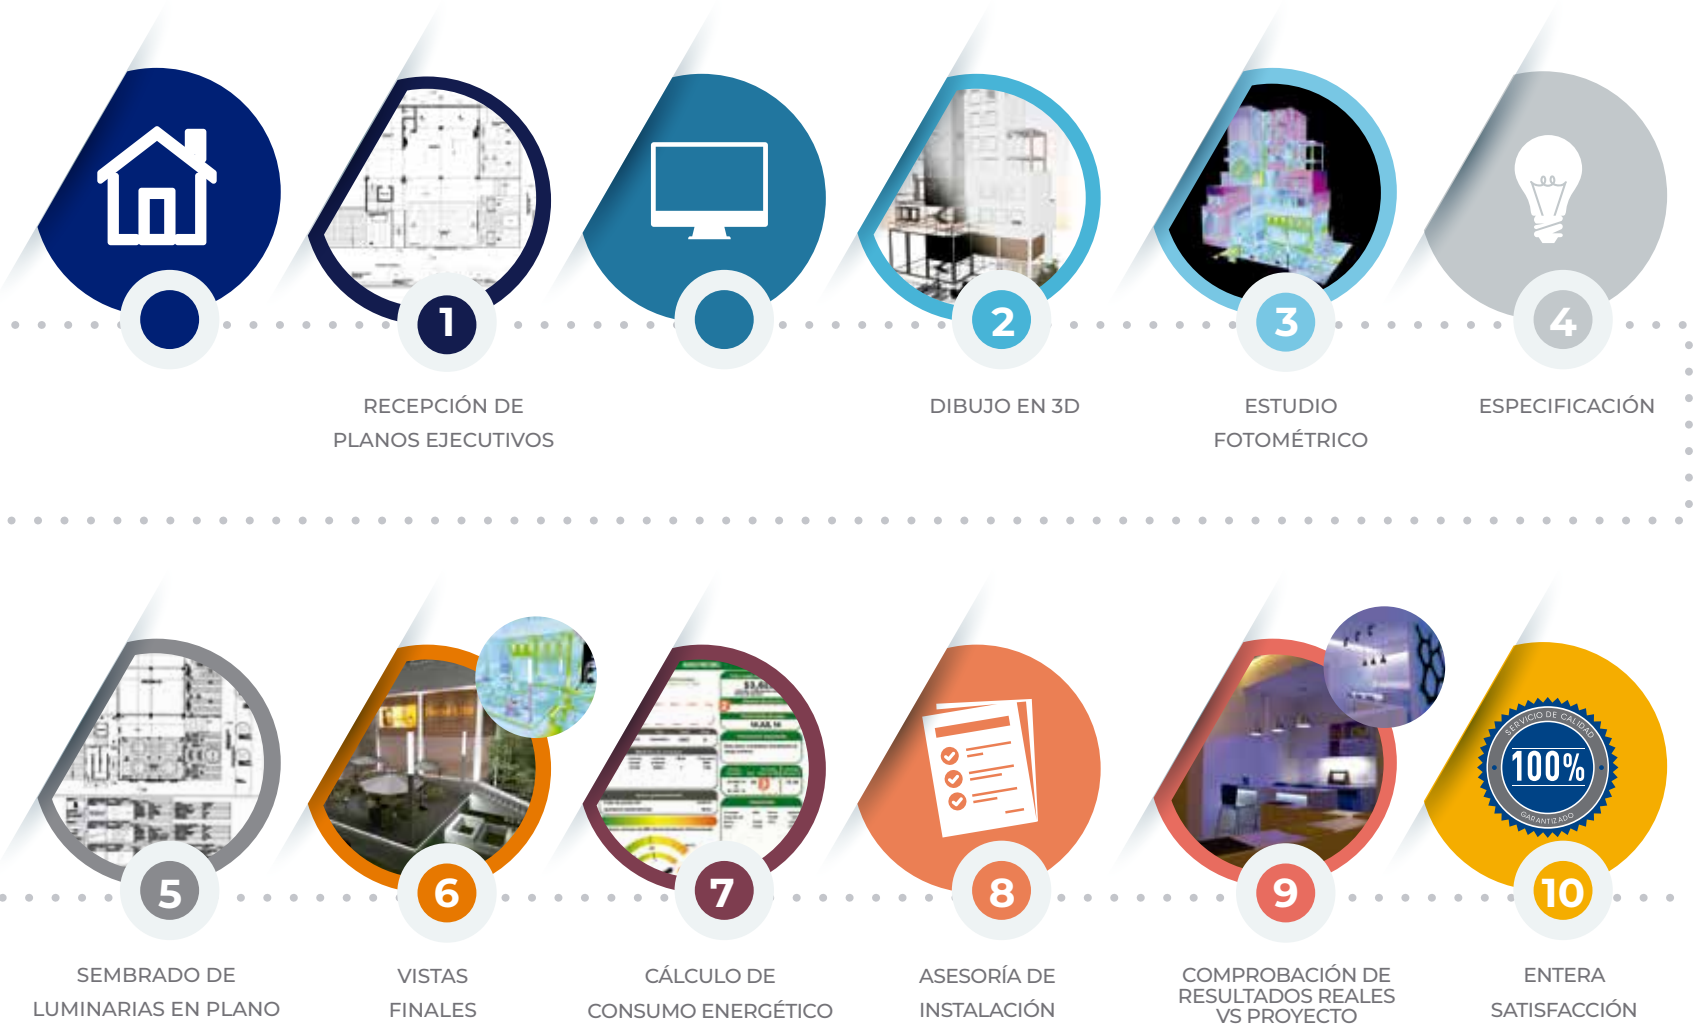 1
2
3
4
RECEPCIÓN DE
PLANOS EJECUTIVOS
DIBUJO EN 3D
ESTUDIO
FOTOMÉTRICO
ESPECIFICACIÓN
SERVICIO DE CALIDAD
100%
GARANTIZADO
5
6
7
8
9
10
SEMBRADO DE
LUMINARIAS EN PLANO
VISTAS
FINALES
CÁLCULO DE
CONSUMO ENERGÉTICO
ASESORÍA DE
INSTALACIÓN
COMPROBACIÓN DE
RESULTADOS REALES
VS PROYECTO
ENTERA
SATISFACCIÓN